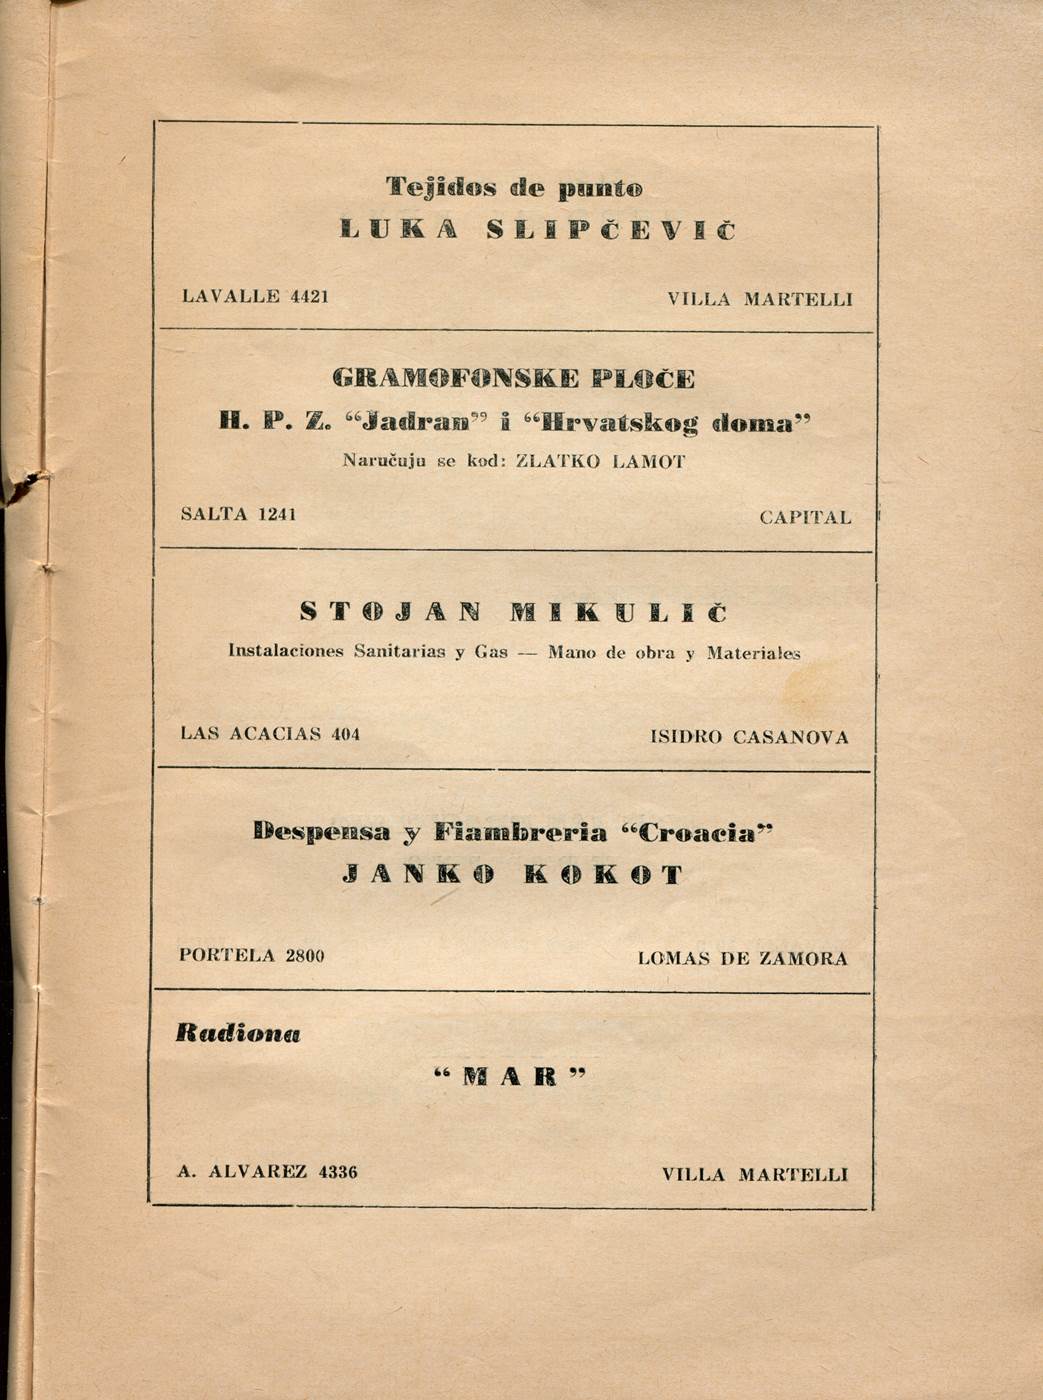 Tejidos de punto
LUKA SLIPČEVIČ
LAVALLE 4421 VILLA MARTELLI
GRAMOFONSKE PLOČE
H. P. Z. “Jadran” i “Hrvatskog doma”
Naručuju se kod: ZLATKO LAMOT
SALTA 1241 CAPITAL
STOJAN MIKULIČ
Instalaciones Sanitarias y Gas — Mano de obra y Materiales
LAS ACACIAS 404 ISIDRO CASANOVA
Despensa y Fiambreria “Croacia”
JANKO KOKOT
PORTELA 2800 LOMAS DE ZAMORA
Radiona
“MAR”
A. ALVAREZ 4336 VILLA MARTELLI